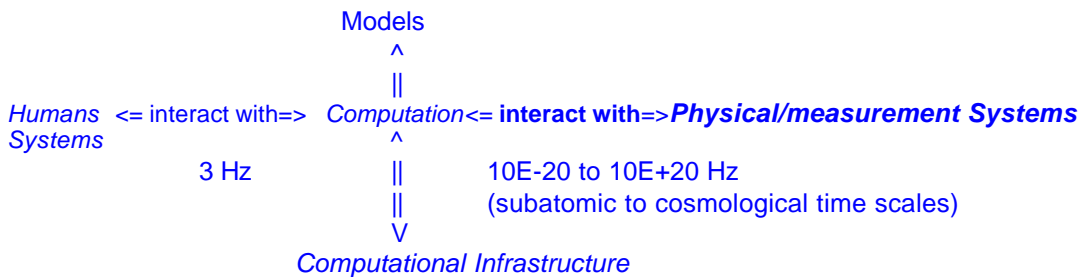 Models
^
||
Humans <= interact with=> Computation<= interact with=>Physical/measurement Systems
Systems ^
3 Hz || 10E-20 to 10E+20 Hz
|| (subatomic to cosmological time scales)
V
Computational Infrastructure